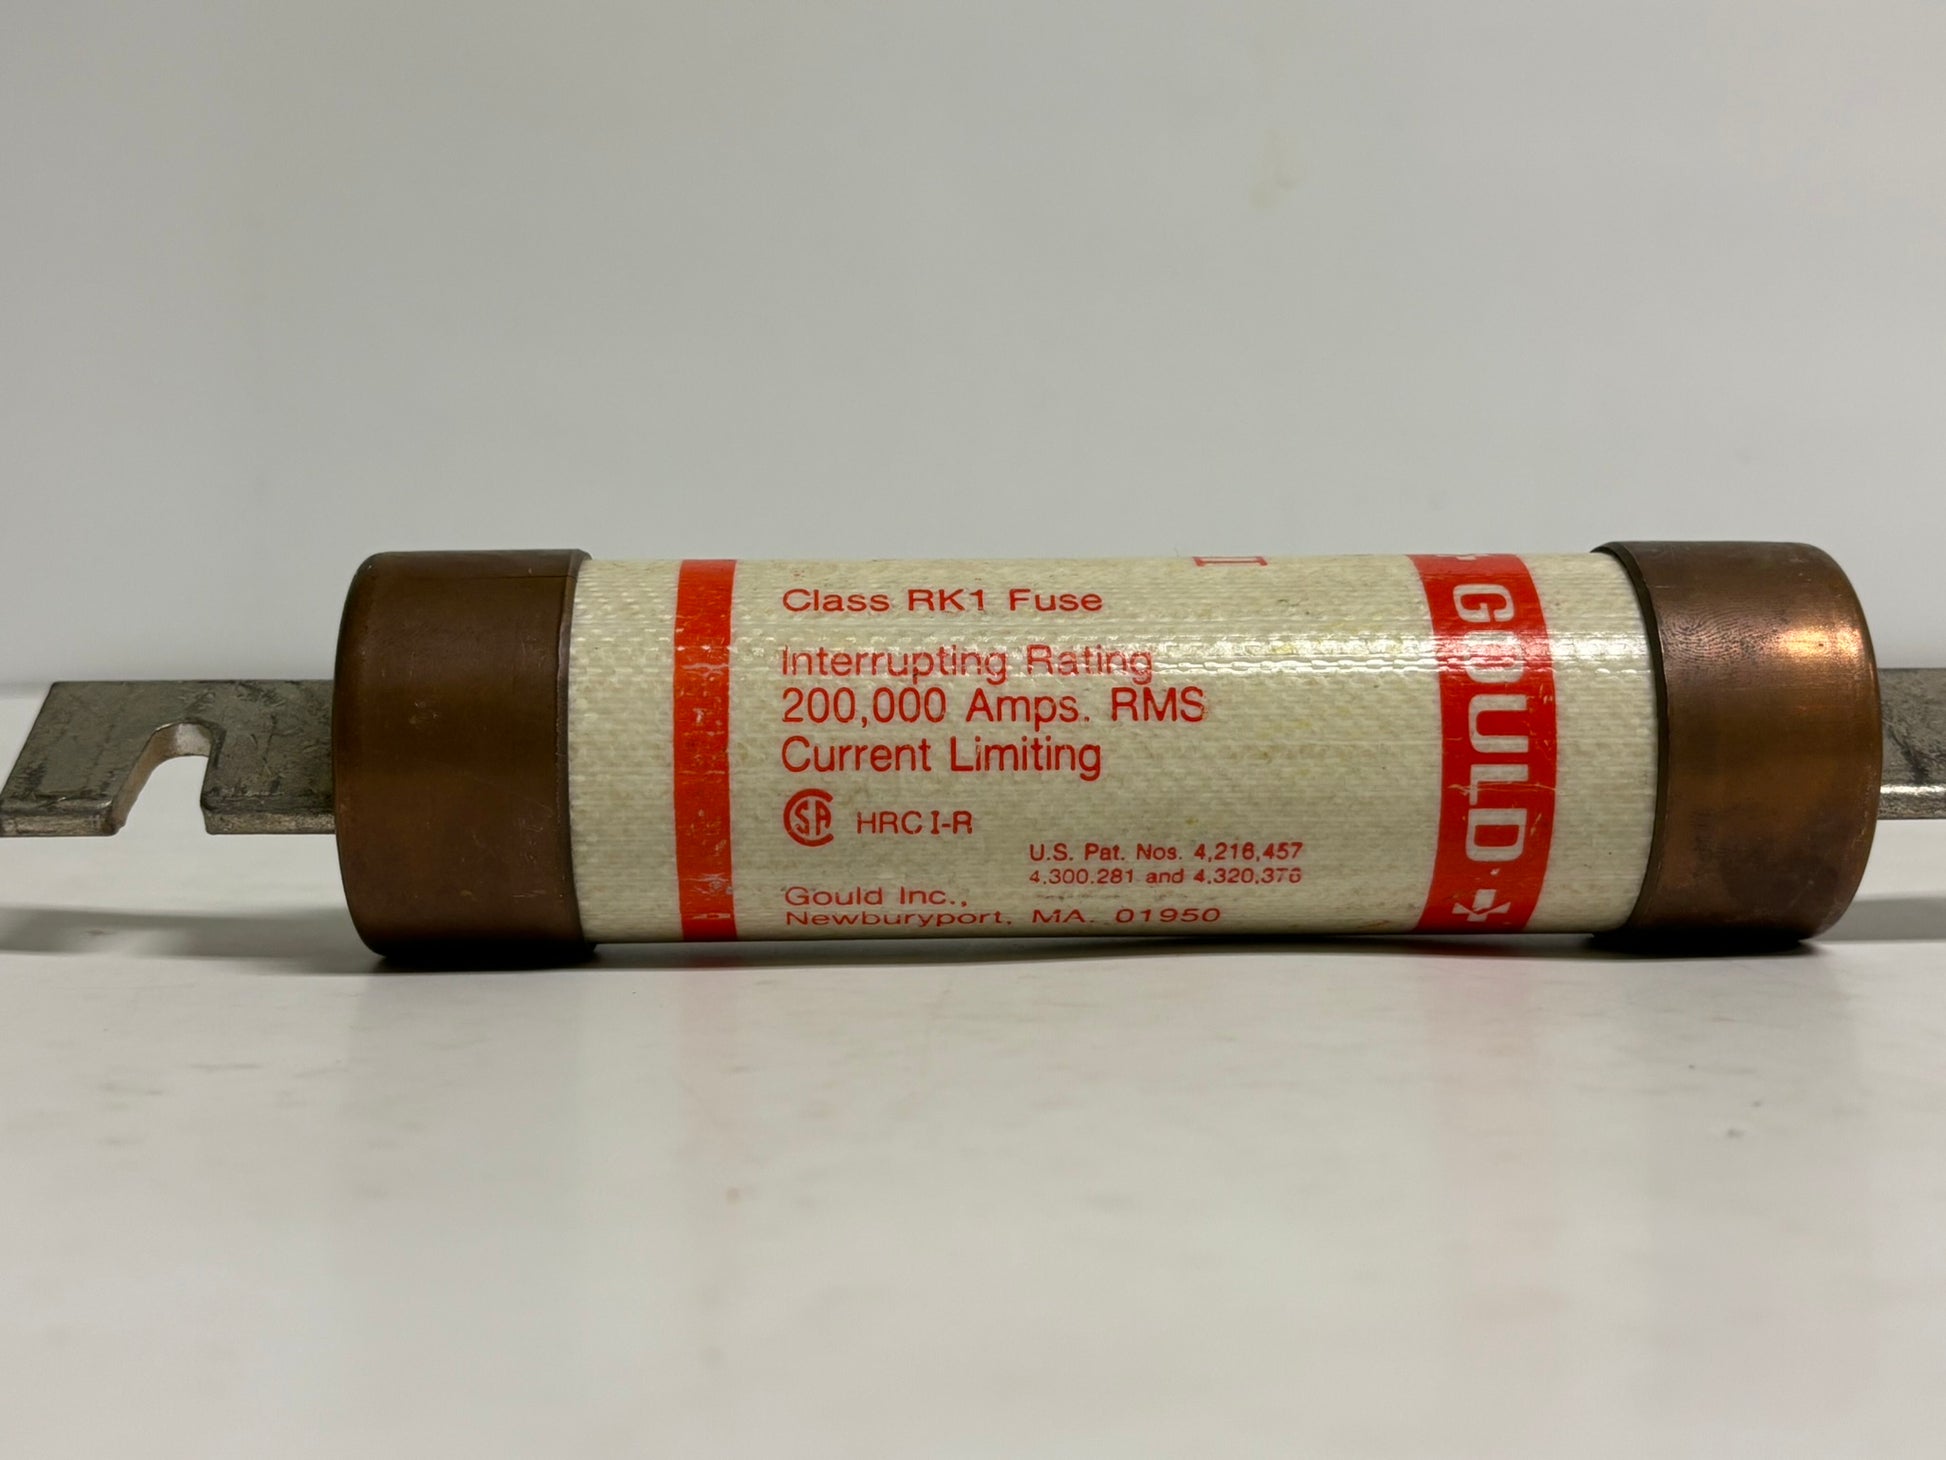 Class RK1 Fuse
Interrupting Rating
200,000 Amps. RMS
Current Limiting
HRC I-R
U.S. Pat. Nos. 4,216,457
4,300,281 and 4,320,376
Gould Inc.,
Newburyport, MA. 01950
GOULD